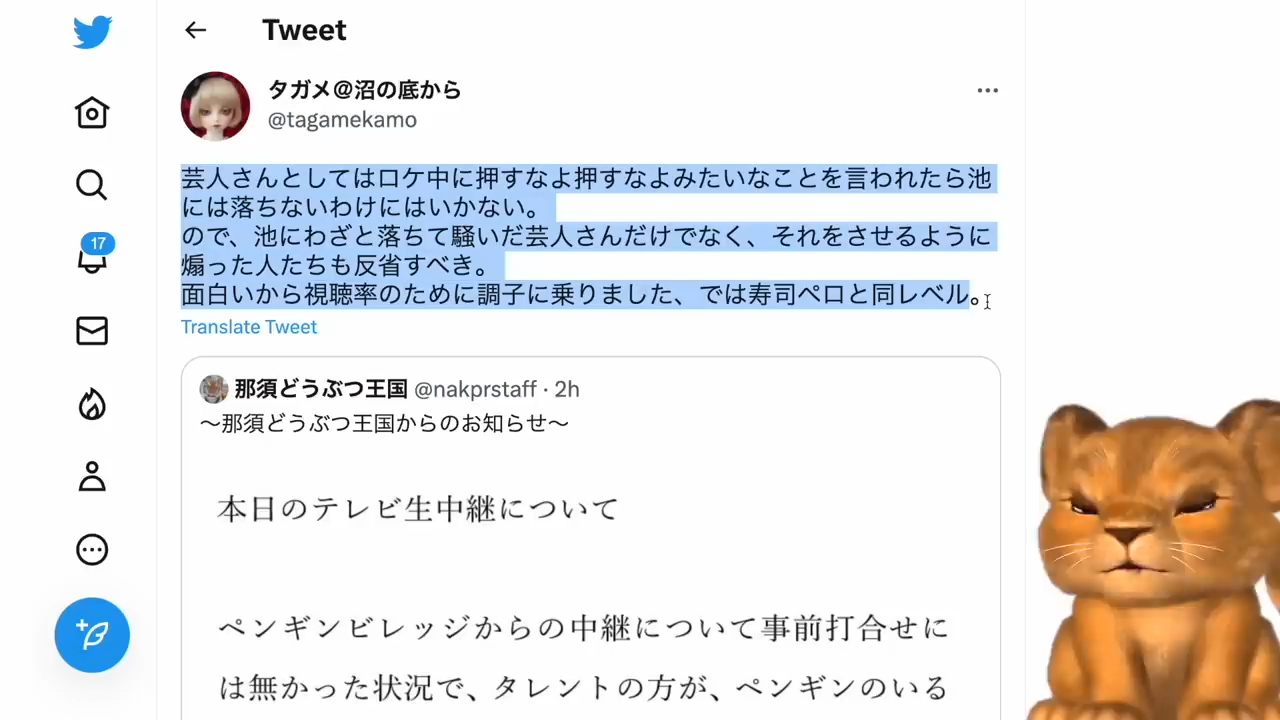 Tweet
タガメ@沼の底から
@tagamekamo
芸人さんとしてはロケ中に押すなよ押すなよみたいなことを言われたら池
には落ちないわけにはいかない。
ので、池にわざと落ちて騒いだ芸人さんだけでなく、それをさせるように
煽った人たちも反省すべき。
面白いから視聴率のために調子に乗りました、では寿司ペロと同レベル。
Translate Tweet
那須どうぶつ王国 @nakprstaff · 2h
〜那須どうぶつ王国からのお知らせ〜
本日のテレビ生中継について
ペンギンビレッジからの中継について事前打合せに
は無かった状況で、タレントの方が、ペンギンのいる
17